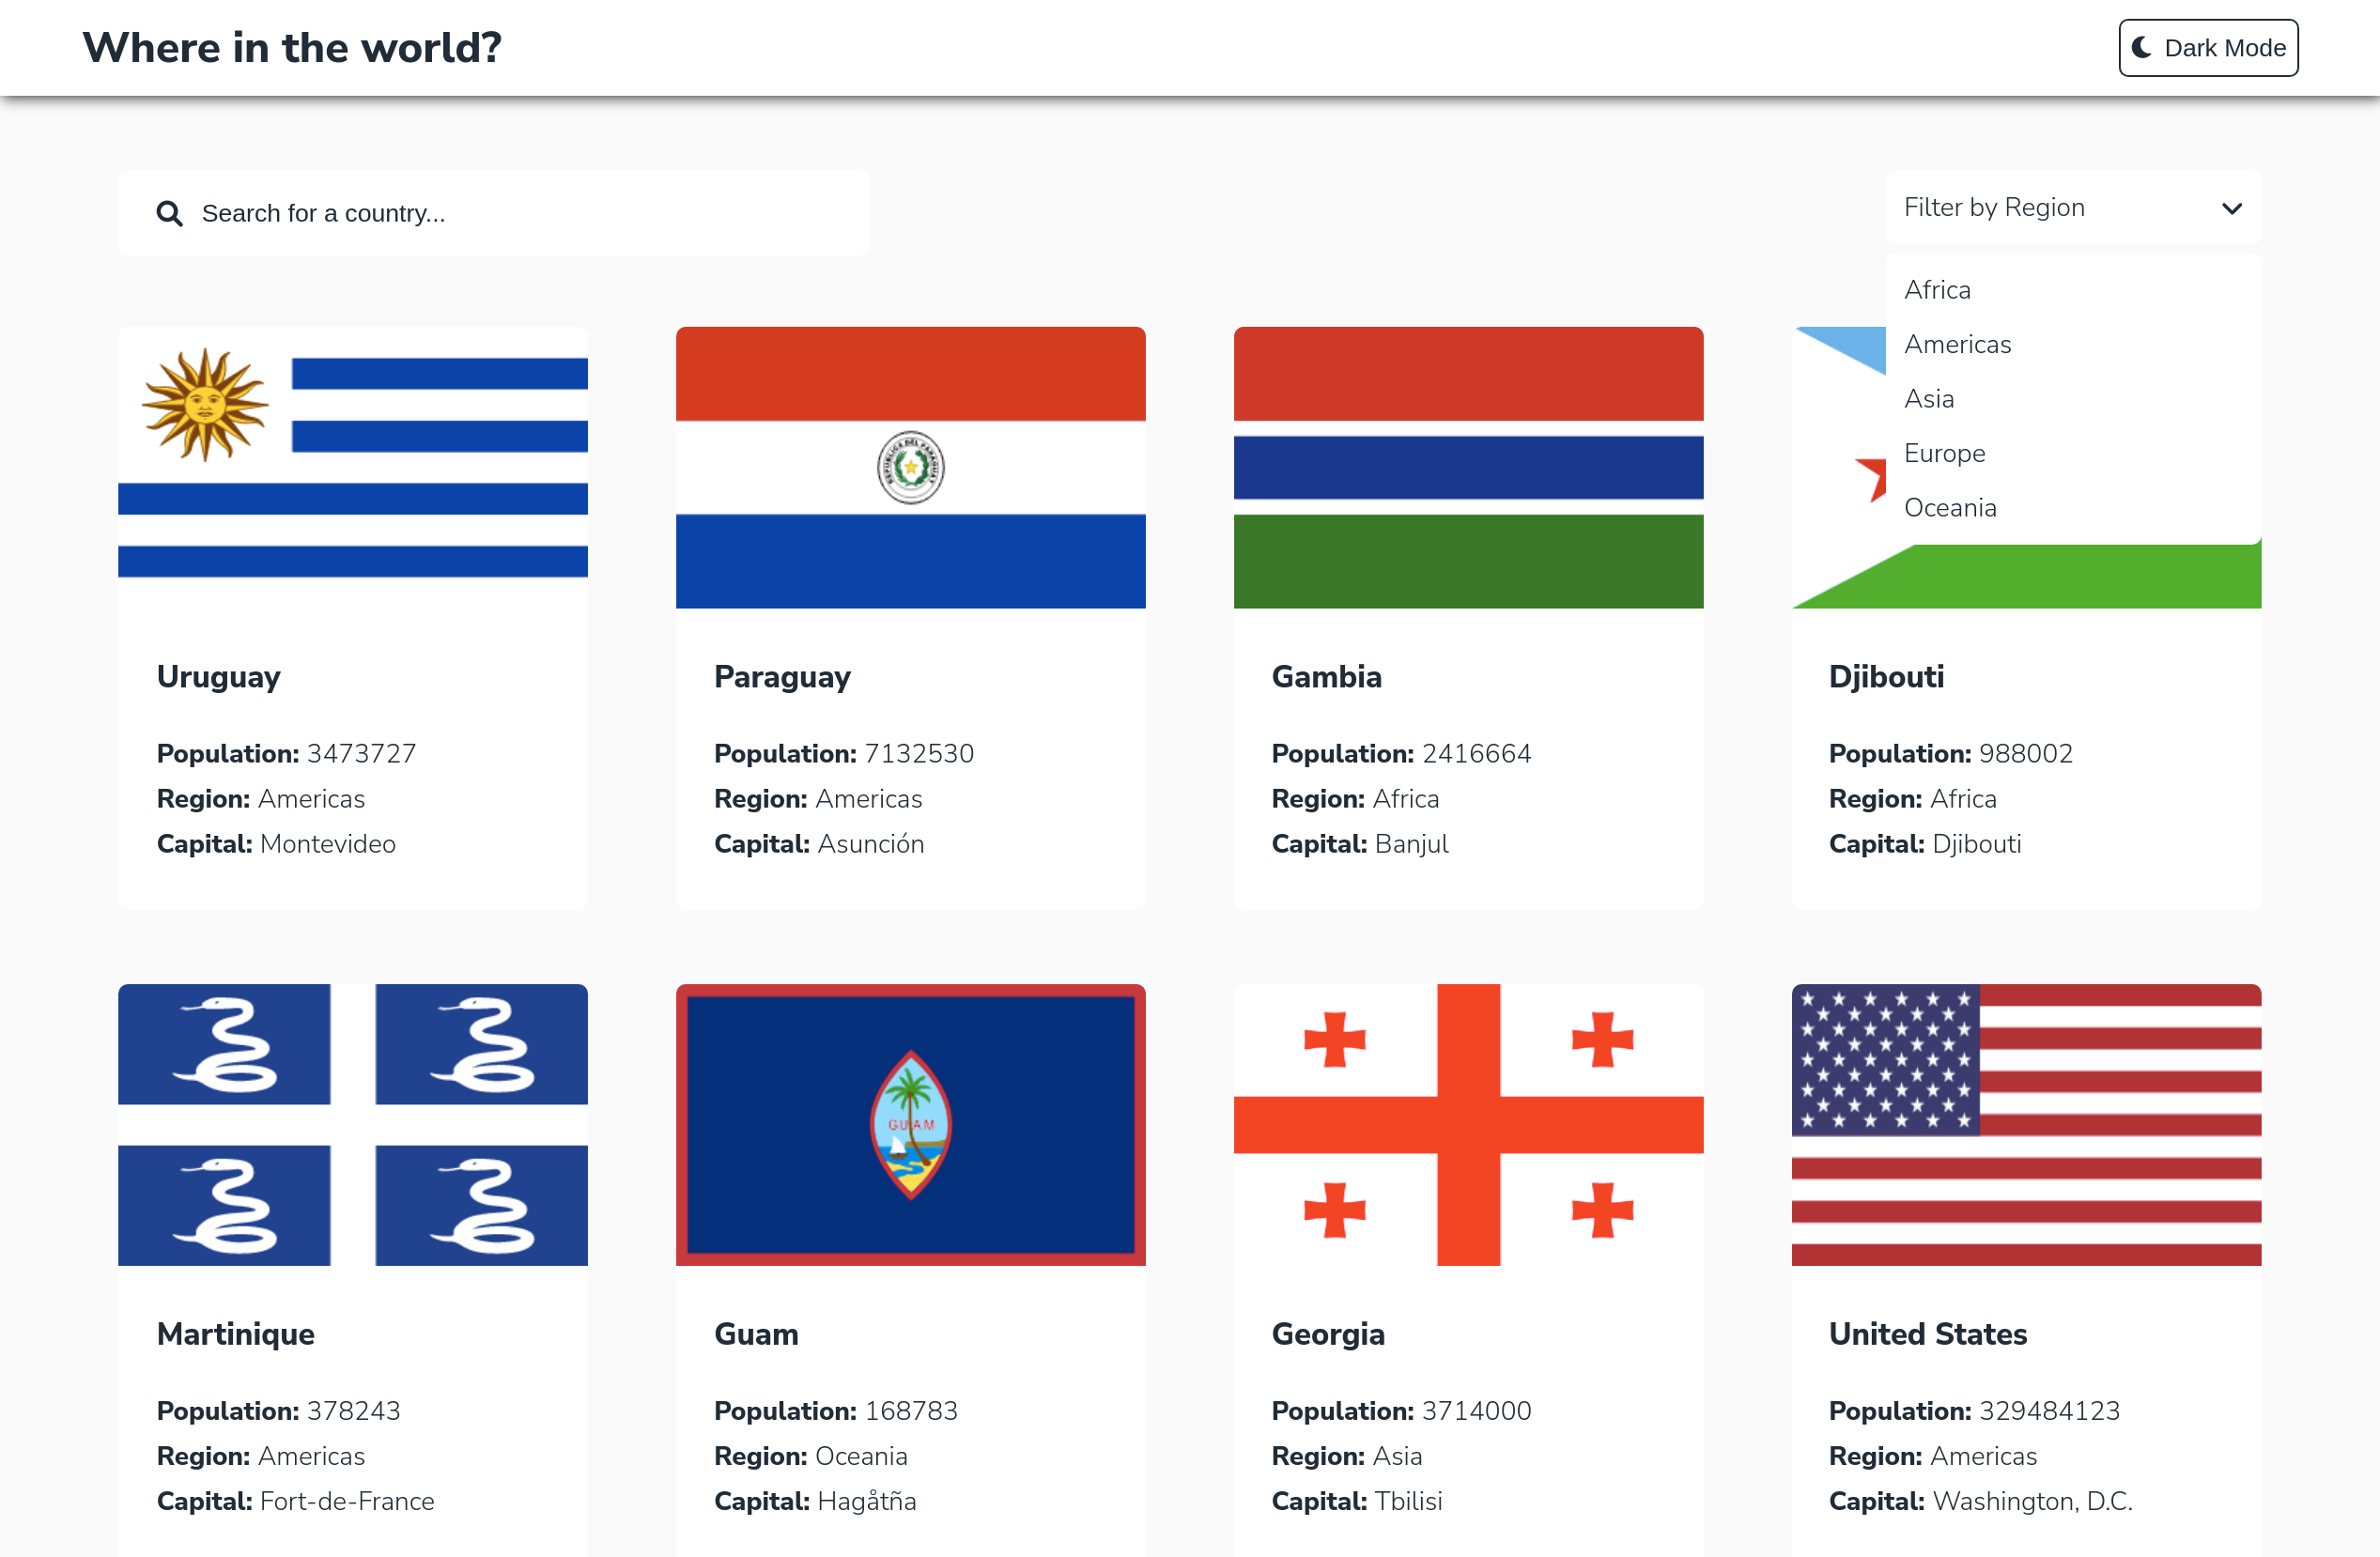 Where in the world?
Dark Mode
Search for a country...
Filter by Region
Africa
Americas
Asia
Europe
Oceania
REPUBLICA DEL PARAGUAY
Uruguay
Population: 3473727
Region: Americas
Capital: Montevideo
Paraguay
Population: 7132530
Region: Americas
Capital: Asunción
Gambia
Population: 2416664
Region: Africa
Capital: Banjul
Djibouti
Population: 988002
Region: Africa
Capital: Djibouti
GUAM
Martinique
Population: 378243
Region: Americas
Capital: Fort-de-France
Guam
Population: 168783
Region: Oceania
Capital: Hagåtña
Georgia
Population: 3714000
Region: Asia
Capital: Tbilisi
United States
Population: 329484123
Region: Americas
Capital: Washington, D.C.